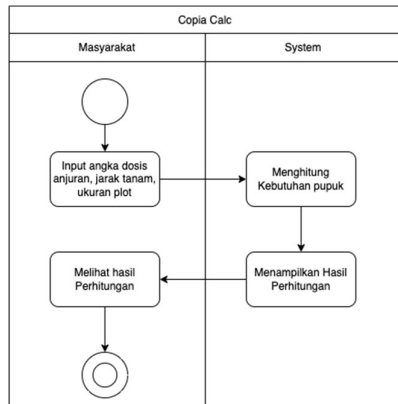 Copia Calc
Masyarakat
System
Input angka dosis
anjuran, jarak tanam,
ukuran plot
Menghitung
Kebutuhan pupuk
Melihat hasil
Perhitungan
Menampilkan Hasil
Perhitungan